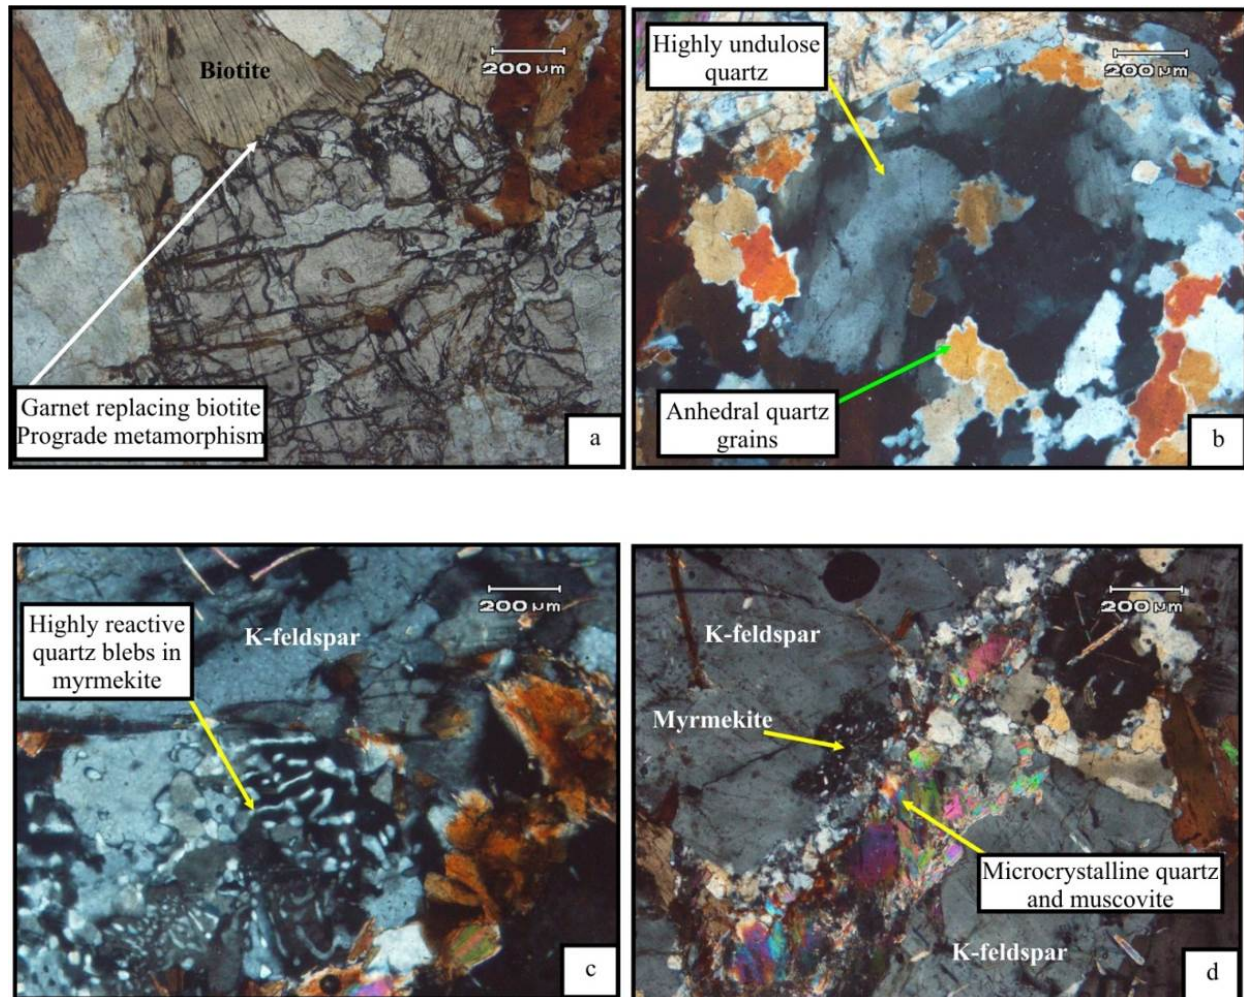 Biotite
200 µm
Garnet replacing biotite
Prograde metamorphism
a
Highly undulose
quartz
200 µm
Anhedral quartz
grains
b
Highly reactive
quartz blebs in
myrmekite
K-feldspar
200 µm
c
K-feldspar
200 µm
Myrmekite
Microcrystalline quartz
and muscovite
K-feldspar
d